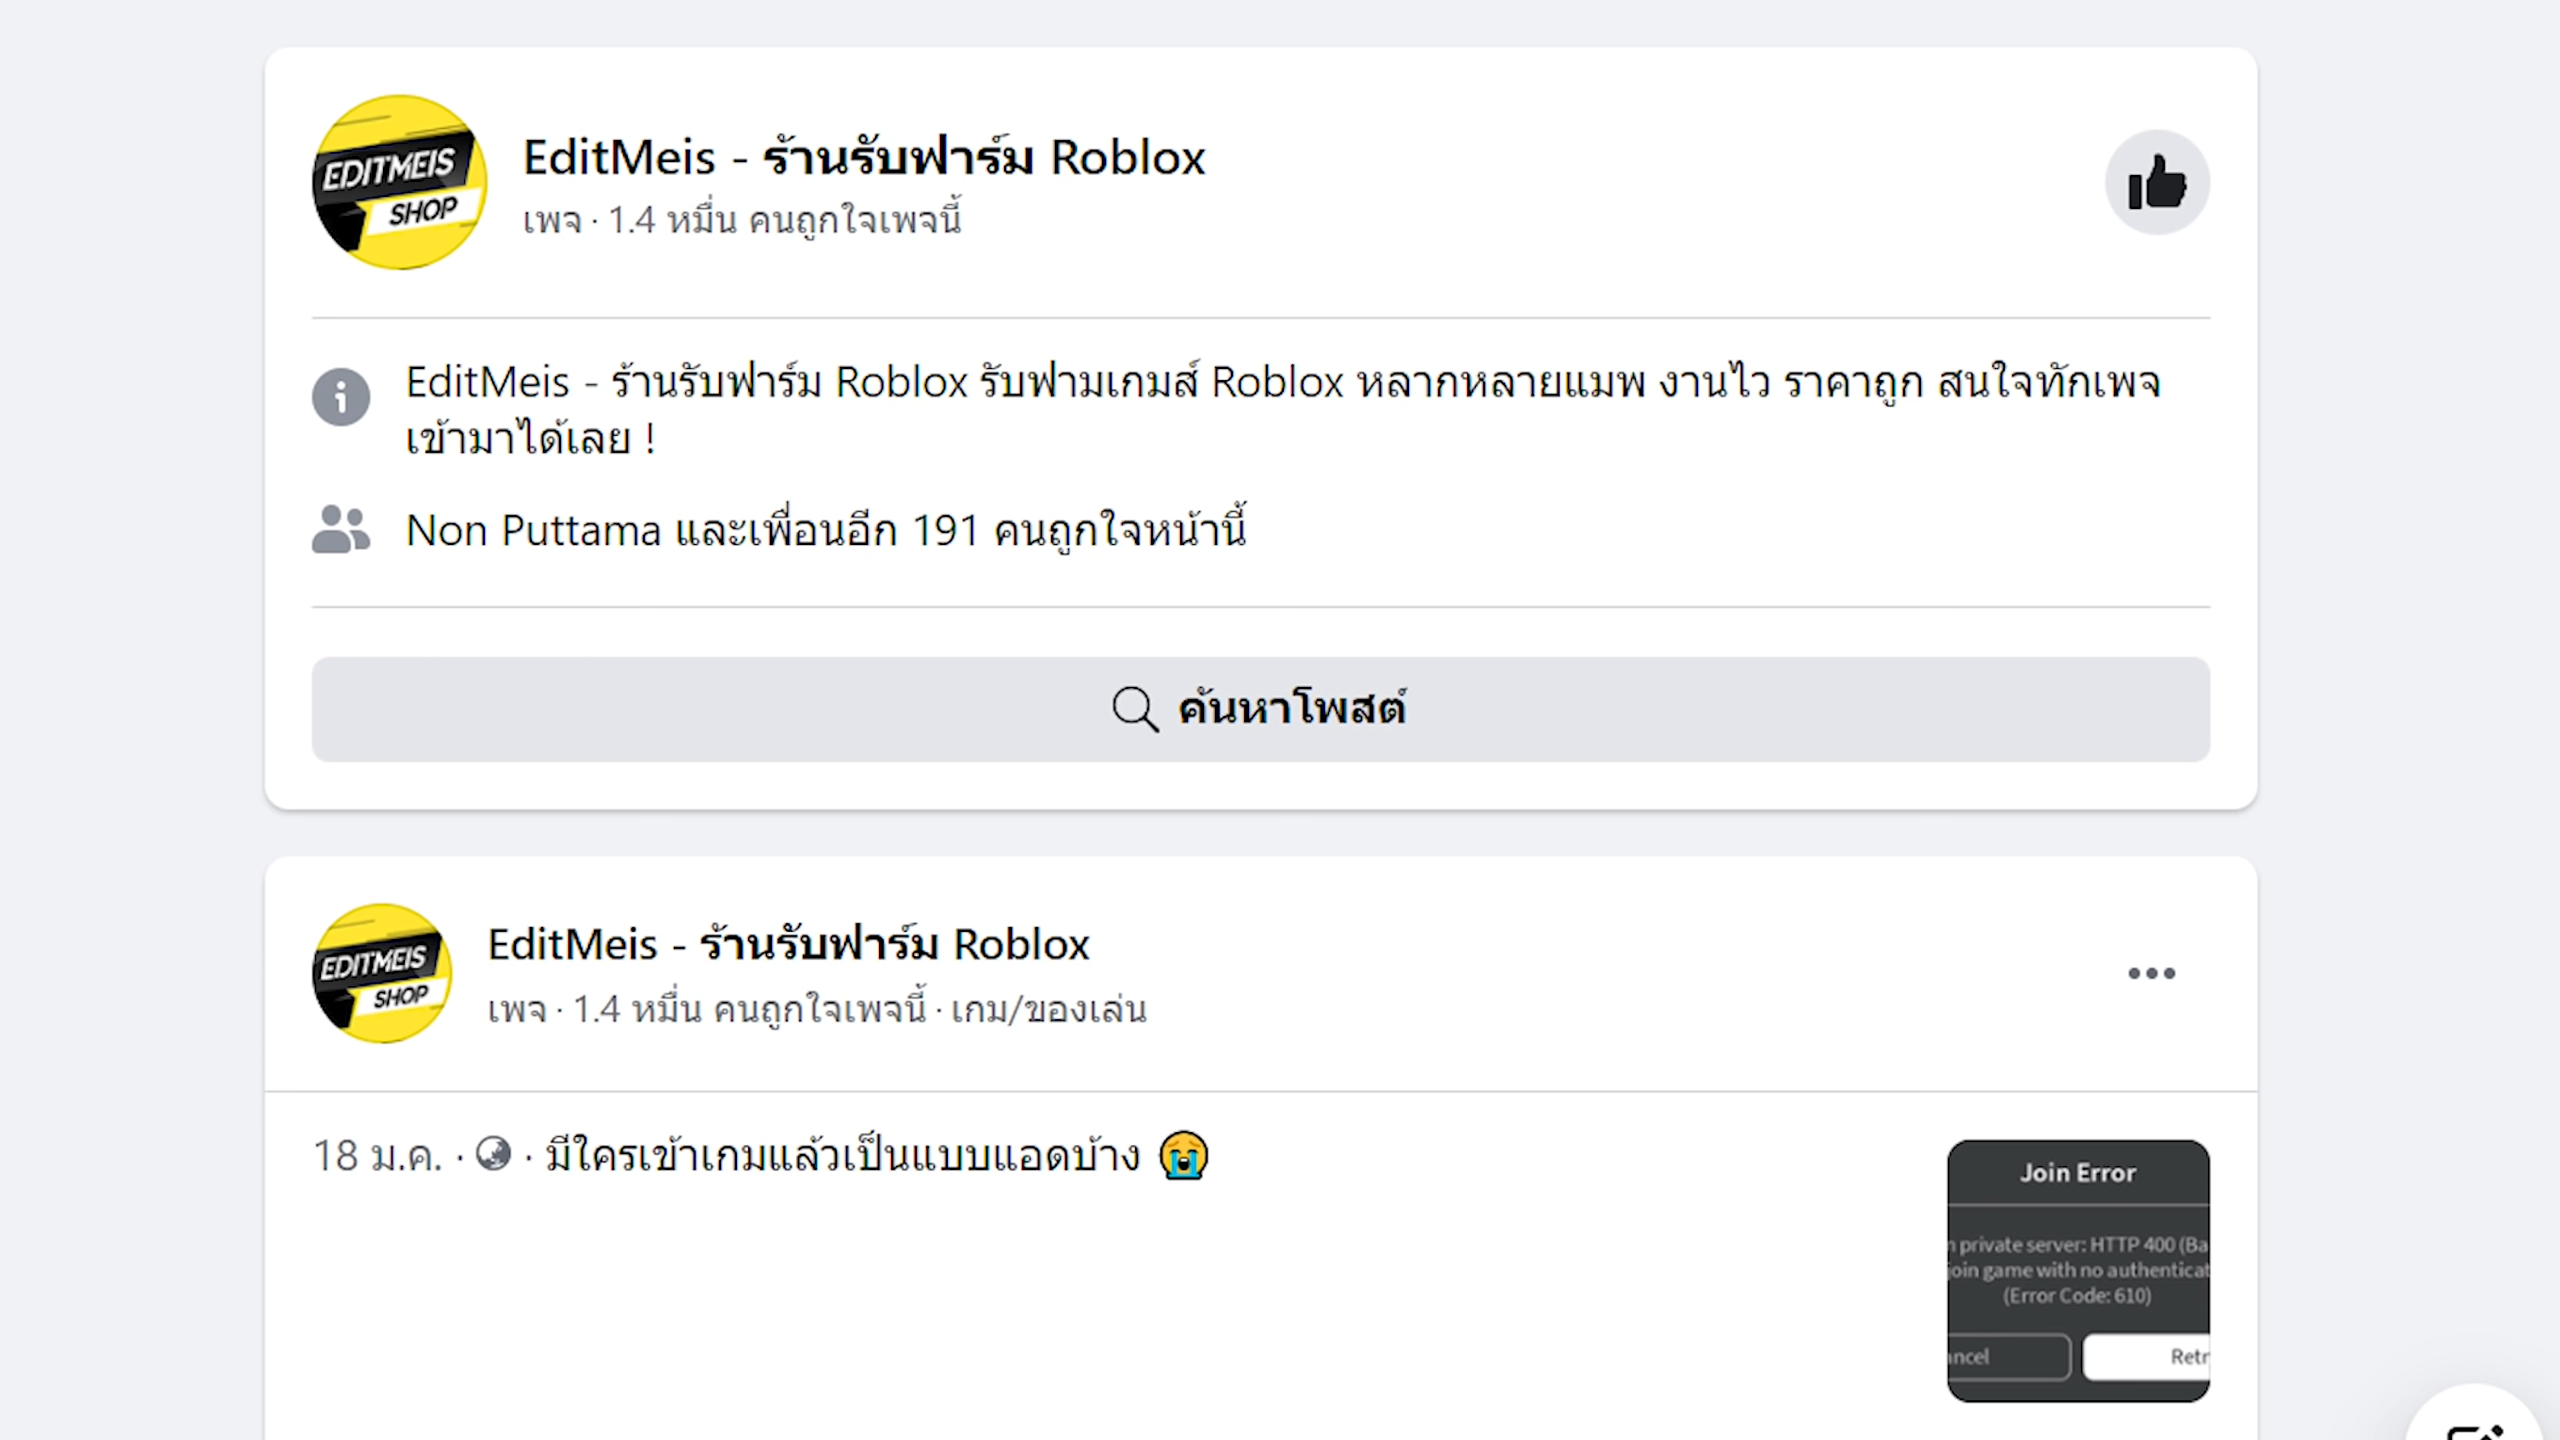 EDITMEIS
SHOP
EditMeis - ร้านรับฟาร์ม Roblox
เพจ · 1.4 หมื่น คนถูกใจเพจนี้
EditMeis - ร้านรับฟาร์ม Roblox รับฟามเกมส์ Roblox หลากหลายแมพ งานไว ราคาถูก สนใจทักเพจ
เข้ามาได้เลย !
Non Puttama และเพื่อนอีก 191 คนถูกใจหน้านี้
ค้นหาโพสต์
EDITMEIS
SHOP
EditMeis - ร้านรับฟาร์ม Roblox
เพจ · 1.4 หมื่น คนถูกใจเพจนี้ · เกม/ของเล่น
18 ม.ค. · · มีใครเข้าเกมแล้วเป็นแบบแอดบ้าง 😭
Join Error
n private server: HTTP 400 (Ba
join game with no authenticat
(Error Code: 610)
ancel
Retr